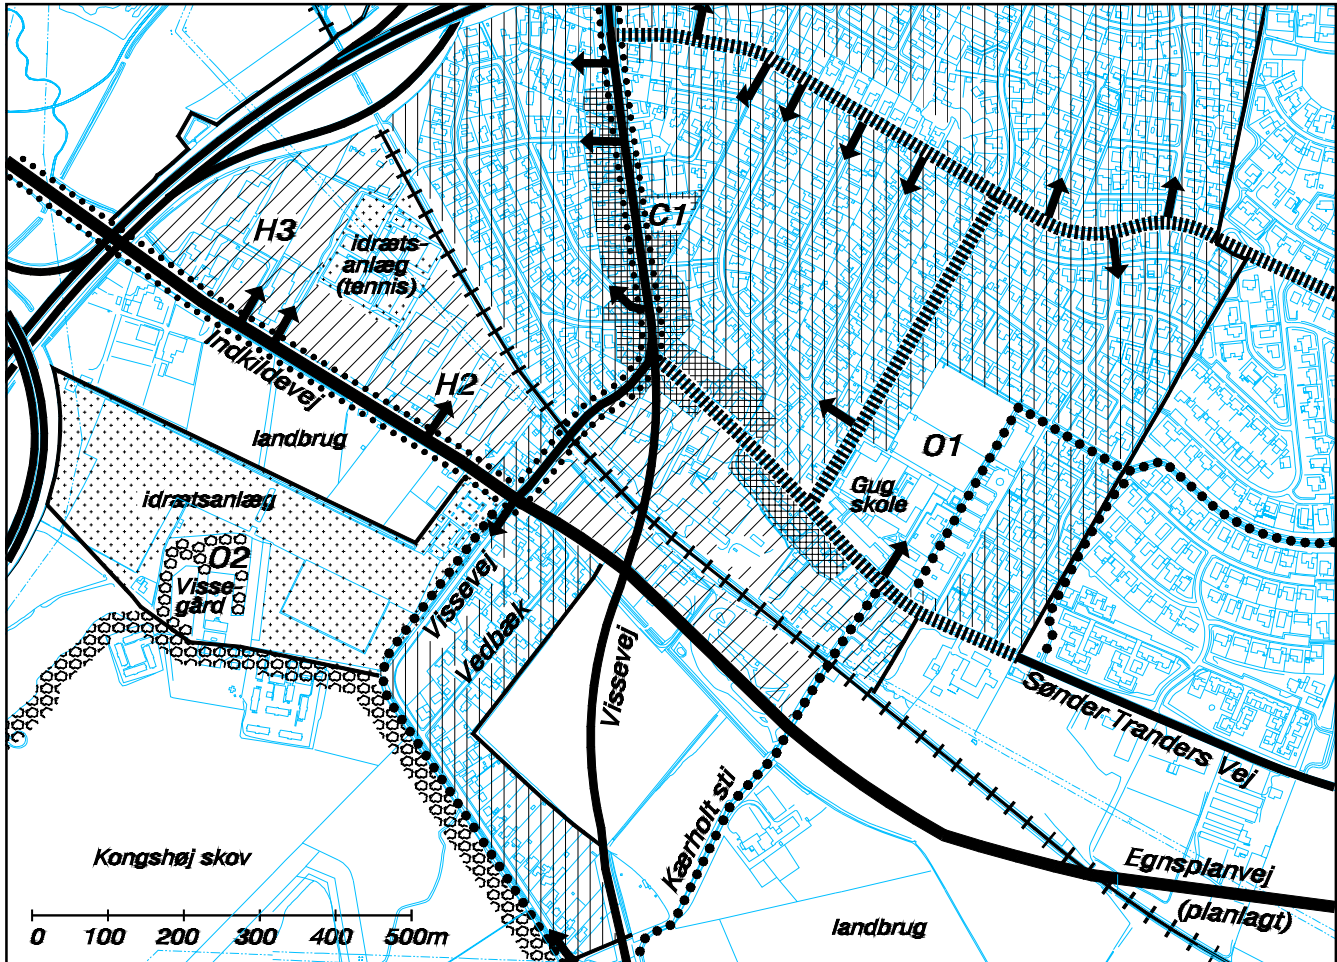 C1
H3
idræts-
anlæg
(tennis)
Indkildevej
H2
landbrug
O1
Gug
skole
idrætsanlæg
O2
Visse-
gård
Vissevej
Vedbæk
Vissevej
Sønder Tranders Vej
Kærholt sti
Kongshøj skov
Egnsplanvej
(planlagt)
landbrug
0 100 200 300 400 500m